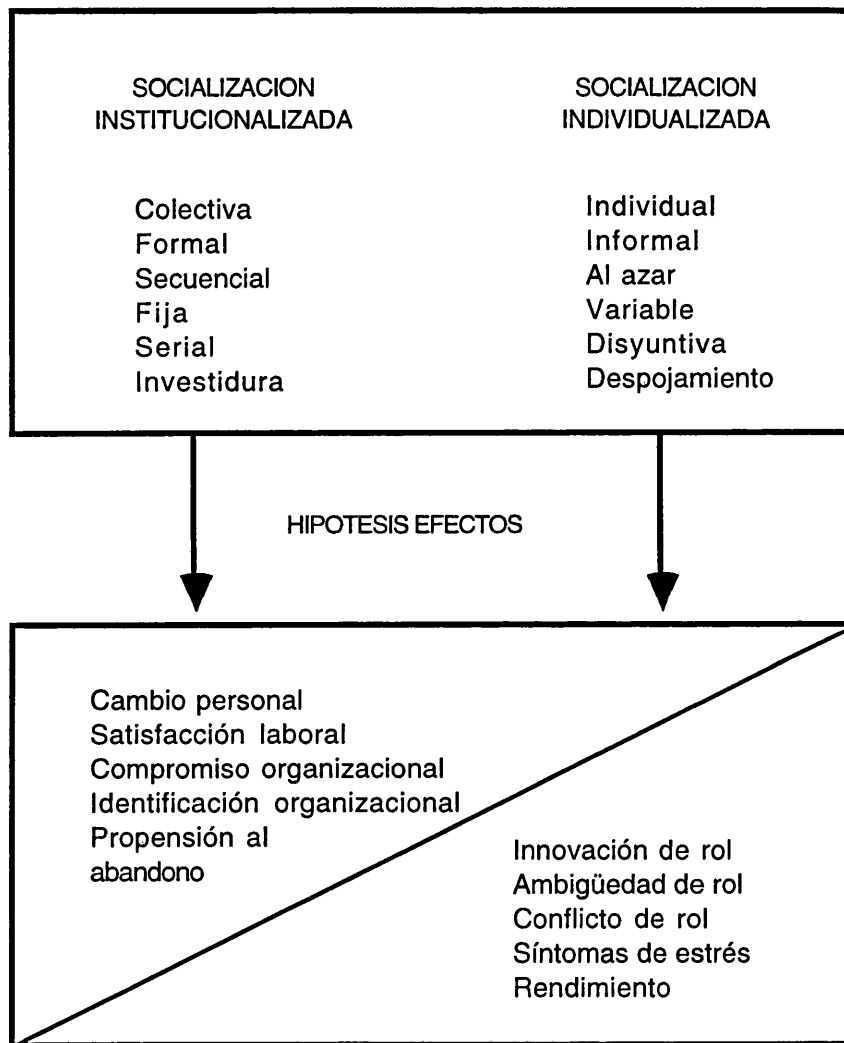 SOCIALIZACION
INSTITUCIONALIZADA
Colectiva
Formal
Secuencial
Fija
Serial
Investidura
SOCIALIZACION
INDIVIDUALIZADA
Individual
Informal
Al azar
Variable
Disyuntiva
Despojamiento
HIPOTESIS EFECTOS
Cambio personal
Satisfacción laboral
Compromiso organizacional
Identificación organizacional
Propensión al
abandono
Innovación de rol
Ambigüedad de rol
Conflicto de rol
Síntomas de estrés
Rendimiento